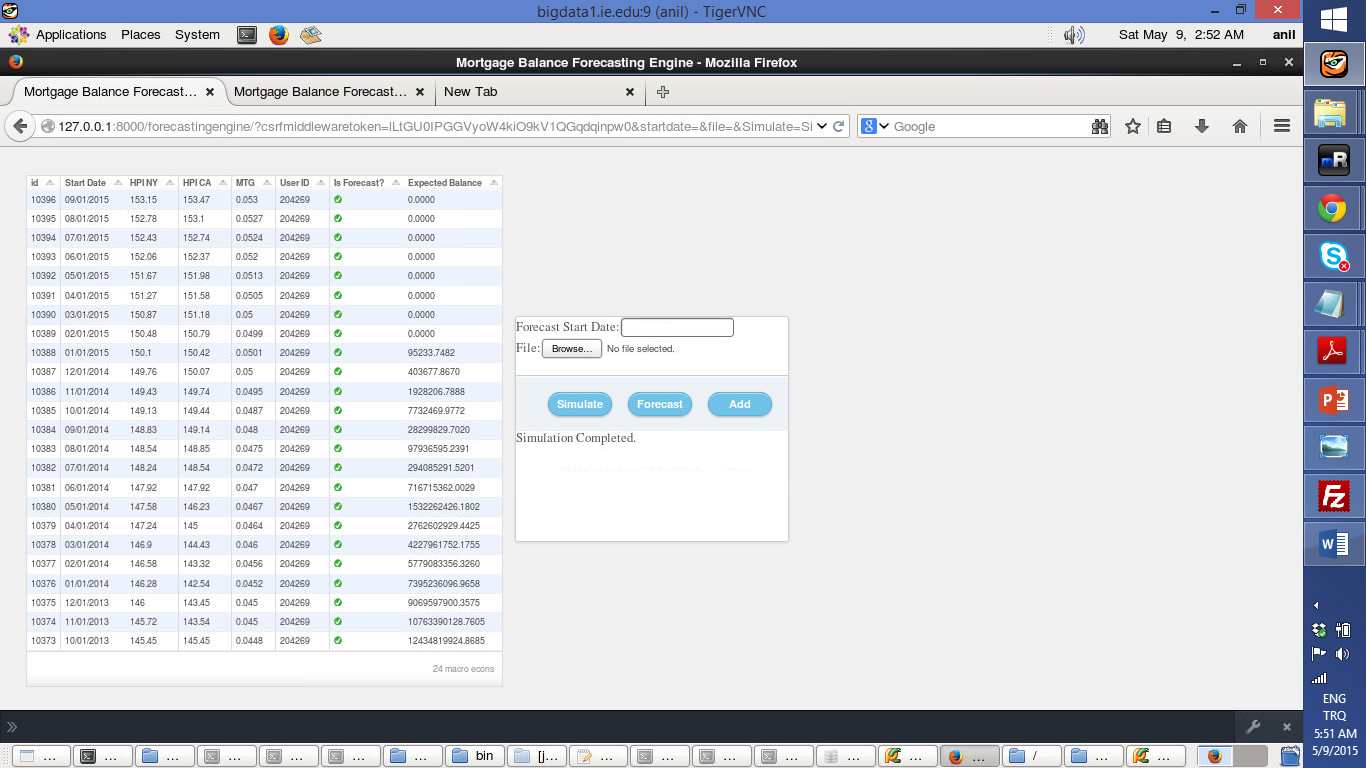 bigdata1.ie.edu:9 (anil) - TigerVNC
Applications Places System Sat May 9, 2:52 AM anil
Mortgage Balance Forecasting Engine - Mozilla Firefox
Mortgage Balance Forecast... Mortgage Balance Forecast... New Tab
Google
id Start Date HPI NY HPI CA MTG User ID Is Forecast? Expected Balance
10396 09/01/2015 153.15 153.47 0.053 204269 0.0000
10395 08/01/2015 152.78 153.1 0.0527 204269 0.0000
10394 07/01/2015 152.43 152.74 0.0524 204269 0.0000
10393 06/01/2015 152.06 152.37 0.052 204269 0.0000
10392 05/01/2015 151.67 151.98 0.0513 204269 0.0000
10391 04/01/2015 151.27 151.58 0.0505 204269 0.0000
10390 03/01/2015 150.87 151.18 0.05 204269 0.0000
10389 02/01/2015 150.48 150.79 0.0499 204269 0.0000
10388 01/01/2015 150.1 150.42 0.0501 204269 95233.7482
10387 12/01/2014 149.76 150.07 0.05 204269 403677.8670
10386 11/01/2014 149.43 149.74 0.0495 204269 1928206.7888
10385 10/01/2014 149.13 149.44 0.0487 204269 7732469.9772
10384 09/01/2014 148.83 149.14 0.048 204269 28299829.7020
10383 08/01/2014 148.54 148.85 0.0475 204269 97936595.2391
10382 07/01/2014 148.24 148.54 0.0472 204269 294085291.5201
10381 06/01/2014 147.92 147.92 0.047 204269 716715362.0029
10380 05/01/2014 147.58 146.23 0.0467 204269 1532262426.1802
10379 04/01/2014 147.24 145 0.0464 204269 2762602929.4425
10378 03/01/2014 146.9 144.43 0.046 204269 4227961752.1755
10377 02/01/2014 146.58 143.32 0.0456 204269 5779083356.3260
10376 01/01/2014 146.28 142.54 0.0452 204269 7395236096.9658
10375 12/01/2013 146 143.45 0.045 204269 9069597900.3575
10374 11/01/2013 145.72 143.54 0.045 204269 10763390128.7605
10373 10/01/2013 145.45 145.45 0.0448 204269 12434819924.8685
24 macro econs
Forecast Start Date:
File: Browse... No file selected.
Simulate Forecast Add
Simulation Completed.
bin
[j...
/
ENG
TRQ
5:51 AM
5/9/2015